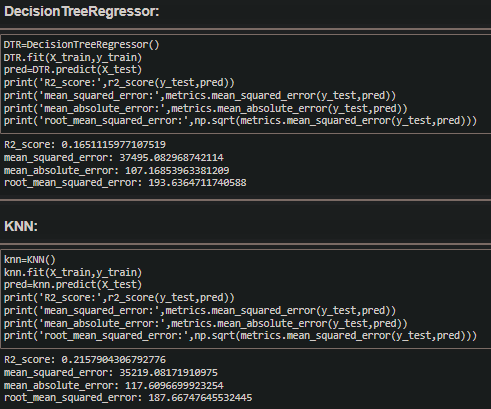 DecisionTreeRegressor:
DTR=DecisionTreeRegressor()
DTR.fit(X_train,y_train)
pred=DTR.predict(X_test)
print('R2_score:',r2_score(y_test,pred))
print('mean_squared_error:',metrics.mean_squared_error(y_test,pred))
print('mean_absolute_error:',metrics.mean_absolute_error(y_test,pred))
print('root_mean_squared_error:',np.sqrt(metrics.mean_squared_error(y_test,pred)))
R2_score: 0.1651115977107519
mean_squared_error: 37495.082968742114
mean_absolute_error: 107.16853963381209
root_mean_squared_error: 193.6364711740588
KNN:
knn=KNN()
knn.fit(X_train,y_train)
pred=knn.predict(X_test)
print('R2_score:',r2_score(y_test,pred))
print('mean_squared_error:',metrics.mean_squared_error(y_test,pred))
print('mean_absolute_error:',metrics.mean_absolute_error(y_test,pred))
print('root_mean_squared_error:',np.sqrt(metrics.mean_squared_error(y_test,pred)))
R2_score: 0.2157904306792776
mean_squared_error: 35219.08171910975
mean_absolute_error: 117.6096699923254
root_mean_squared_error: 187.66747645532445